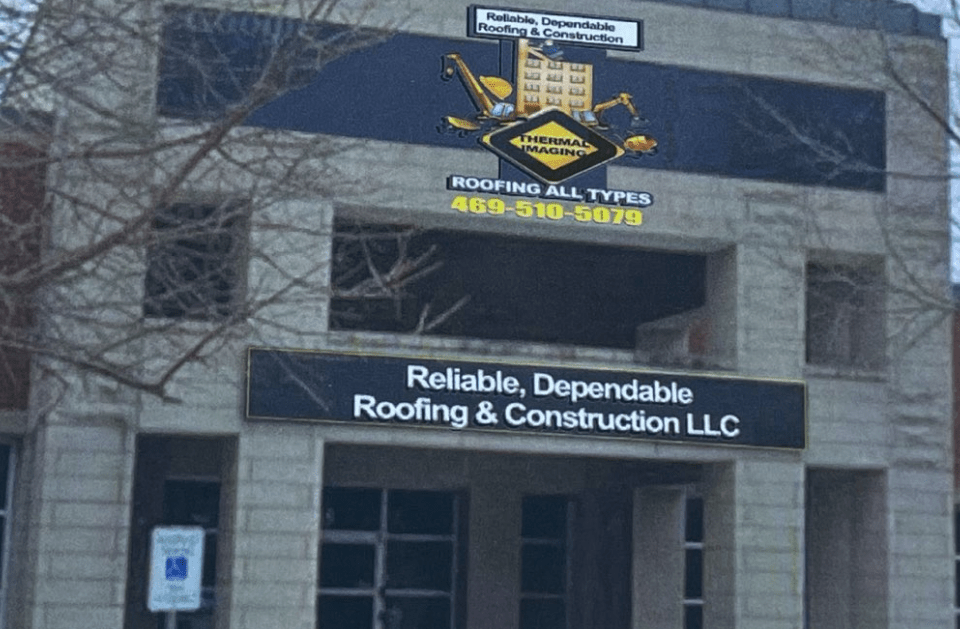 Reliable, Dependable
Roofing & Construction
THERMAL
IMAGING
ROOFING ALL TYPES
469-510-5079
Reliable, Dependable
Roofing & Construction LLC